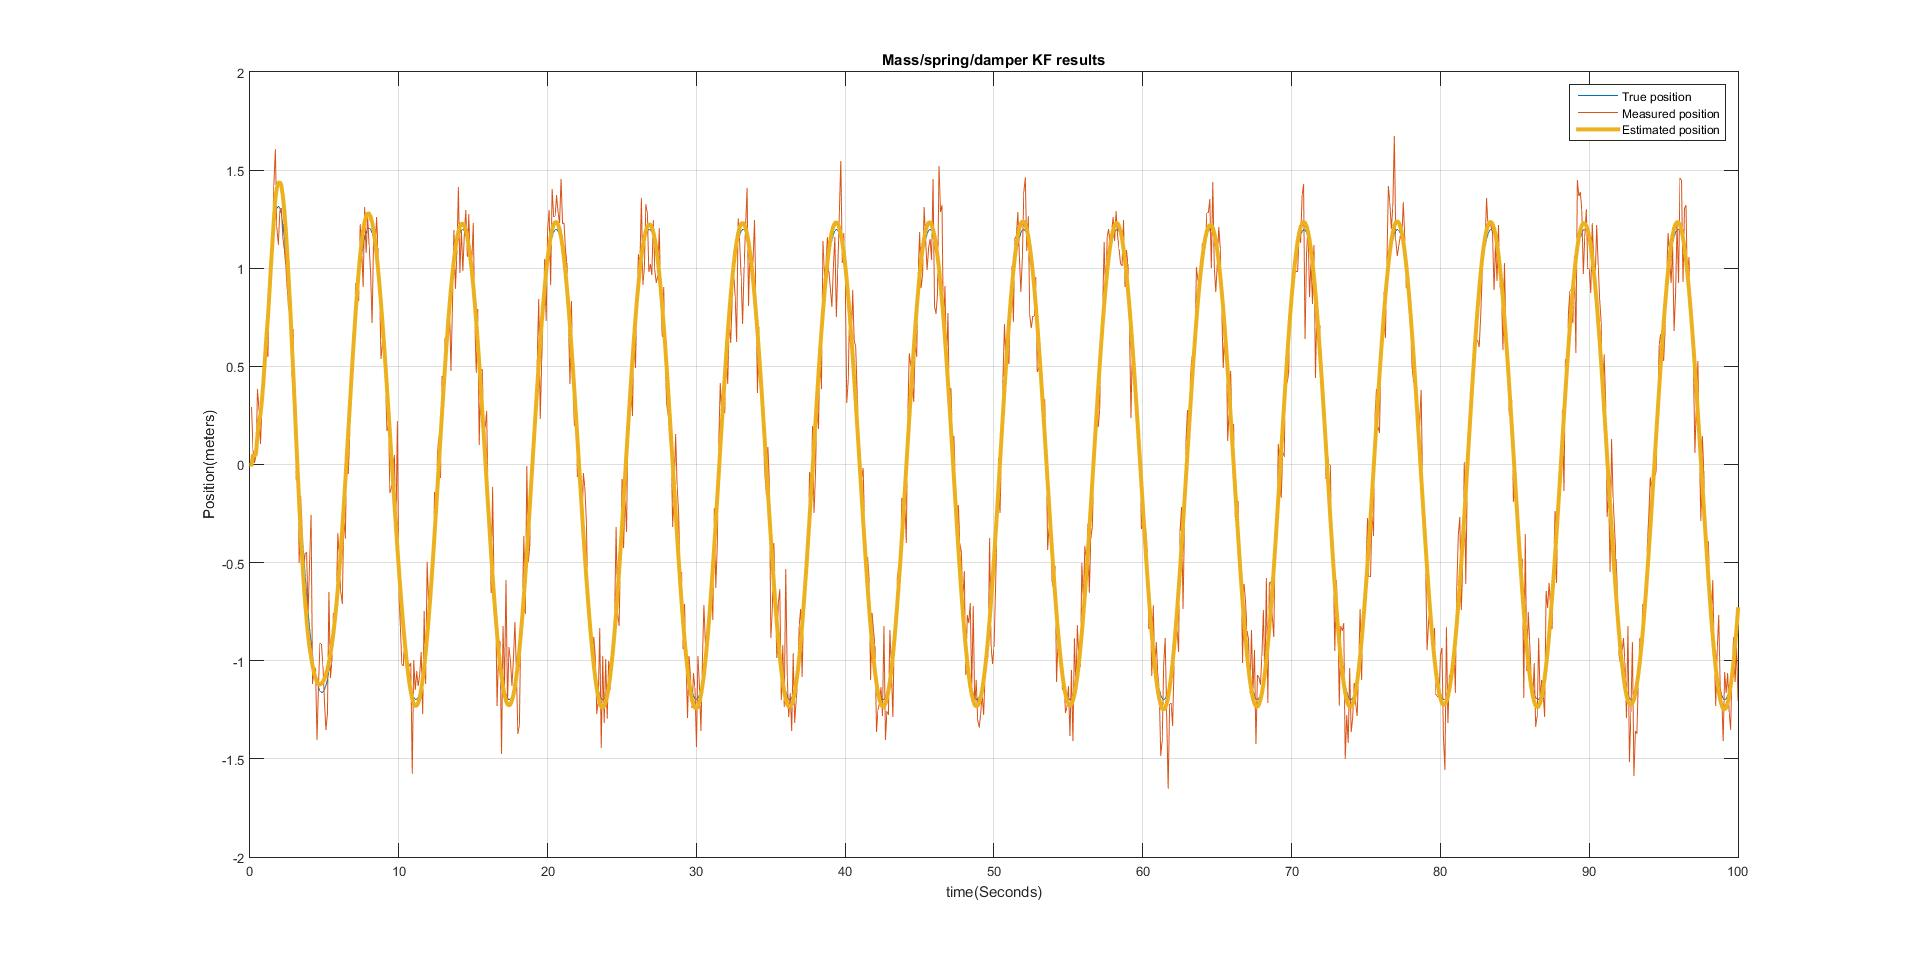 Mass/spring/damper KF results
True position
Measured position
Estimated position
Position(meters)
2
1.5
1
0.5
0
-0.5
-1
-1.5
-2
0 10 20 30 40 50 60 70 80 90 100
time(Seconds)